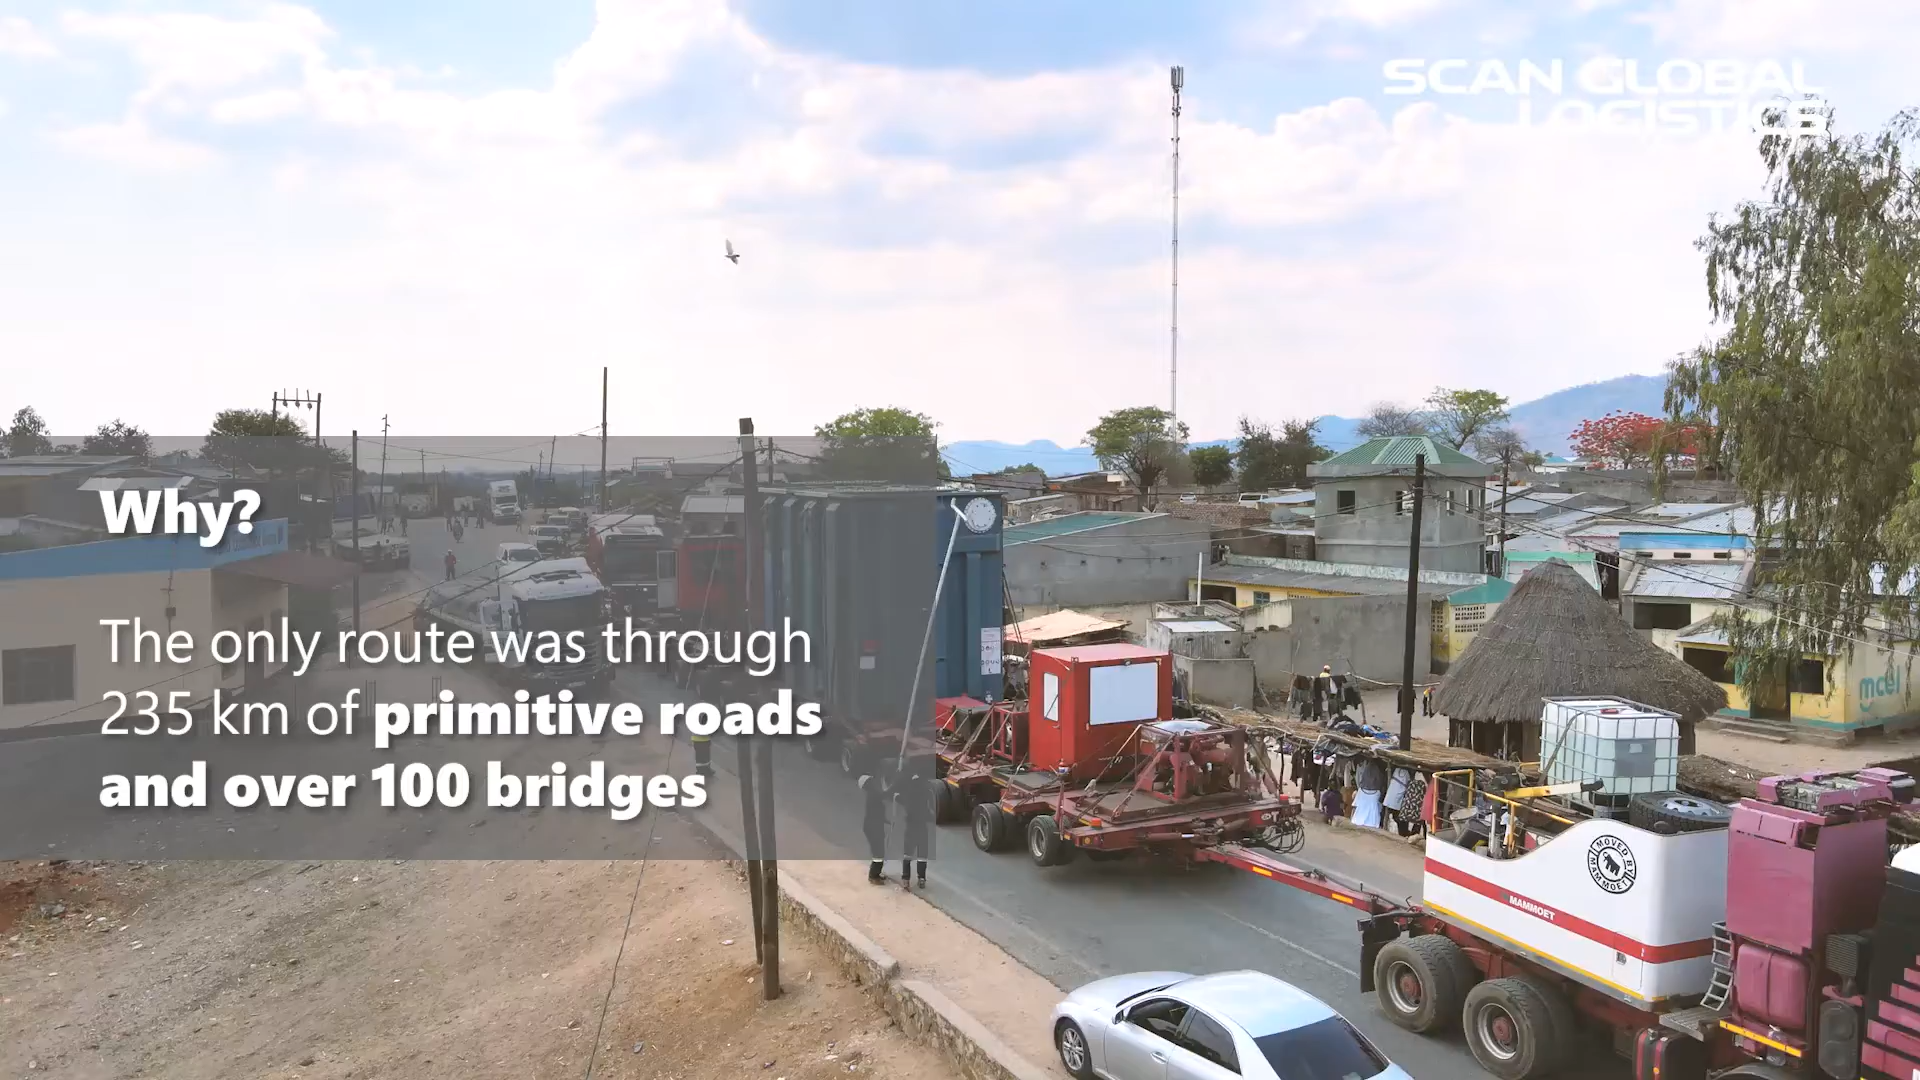 SCAN GLOBAL
LOGISTICS
Why?
The only route was through
235 km of primitive roads
and over 100 bridges
mcel
MOVED BY
MAMMOET
MAMMOET